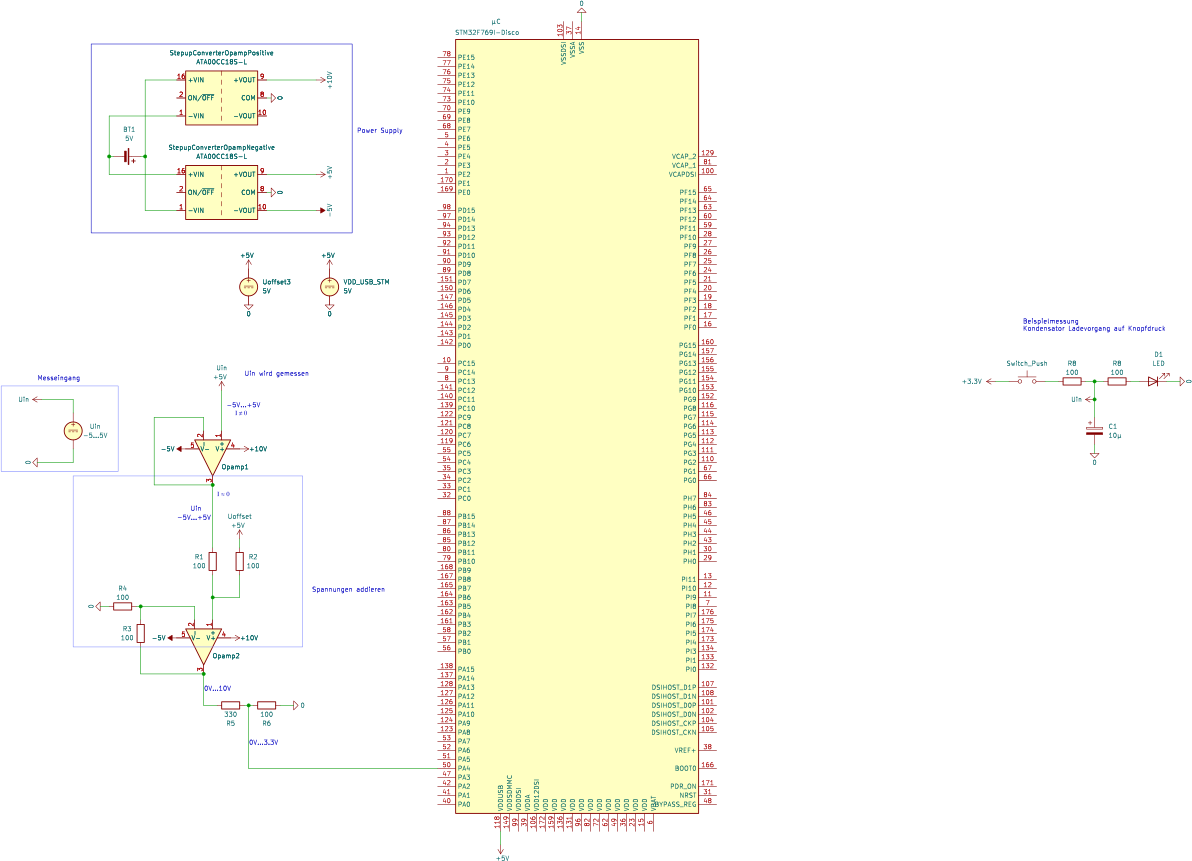 StepupConverterOpampPositive
ATA00CC18S-L
16 +VIN +VOUT 9 +10V
2 ON/OFF COM 8 0
1 -VIN -VOUT 10
BT1
5V
Power Supply
StepupConverterOpampNegative
ATA00CC18S-L
16 +VIN +VOUT 9 +5V
2 ON/OFF COM 8 0
1 -VIN -VOUT 10 -5V
+5V
Uoffset3
5V
0
+5V
VDD_USB_STM
5V
0
Messeingang
Uin
Uin
-5...5V
0
Uin wird gemessen
Uin
+5V
-5V...+5V
I = 0
2 1
-5V 5 V- V+ 4 +10V
Opamp1
3
I = 0
Uin
-5V...+5V
Uoffset
+5V
R1
100
R2
100
Spannungen addieren
R4
100
0
R3
100
2 1
-5V 5 V- V+ 4 +10V
Opamp2
3
0V...10V
330
R5
100
R6
0
0V...3.3V
µC
STM32F769I-Disco
0
103 37 14
VSSDSI VSSA VSS
78 PE15
77 PE14
76 PE13
75 PE12
74 PE11
73 PE10
70 PE9
69 PE8
68 PE7
5 PE6
4 PE5
3 PE4
2 PE3
1 PE2
170 PE1
169 PE0
98 PD15
97 PD14
94 PD13
93 PD12
92 PD11
91 PD10
90 PD9
89 PD8
151 PD7
150 PD6
147 PD5
146 PD4
145 PD3
144 PD2
143 PD1
142 PD0
10 PC15
9 PC14
8 PC13
141 PC12
140 PC11
139 PC10
122 PC9
121 PC8
120 PC7
119 PC6
55 PC5
54 PC4
35 PC3
34 PC2
33 PC1
32 PC0
88 PB15
87 PB14
86 PB13
85 PB12
80 PB11
79 PB10
168 PB9
167 PB8
165 PB7
164 PB6
163 PB5
162 PB4
161 PB3
58 PB2
57 PB1
56 PB0
138 PA15
137 PA14
128 PA13
127 PA12
126 PA11
125 PA10
124 PA9
123 PA8
53 PA7
52 PA6
51 PA5
50 PA4
47 PA3
42 PA2
41 PA1
40 PA0
VCAP_2 129
VCAP_1 81
VCAPDSI 100
PF15 65
PF14 64
PF13 63
PF12 60
PF11 59
PF10 28
PF9 27
PF8 26
PF7 25
PF6 24
PF5 21
PF4 20
PF3 19
PF2 18
PF1 17
PF0 16
PG15 160
PG14 157
PG13 156
PG12 155
PG11 154
PG10 153
PG9 152
PG8 116
PG7 115
PG6 114
PG5 113
PG4 112
PG3 111
PG2 110
PG1 67
PG0 66
PH7 84
PH6 83
PH5 46
PH4 45
PH3 44
PH2 43
PH1 30
PH0 29
PI11 13
PI10 12
PI9 11
PI8 7
PI7 176
PI6 175
PI5 174
PI4 173
PI3 134
PI1 133
PI0 132
DSIHOST_D1P 107
DSIHOST_D1N 108
DSIHOST_D0P 101
DSIHOST_D0N 102
DSIHOST_CKP 104
DSIHOST_CKN 105
VREF+ 38
BOOT0 166
PDR_ON 171
NRST 31
BYPASS_REG 48
VDDUSB VDDSDMMC VDDDSI VDDA VDD12DSI VDD VDD VDD VDD VDD VDD VDD VDD VDD VDD VDD VDD VBAT
118 149 99 39 106 172 159 136 131 96 82 72 62 49 36 23 15 6
+5V
Beispielmessung
Kondensator Ladevorgang auf Knopfdruck
+3.3V
Switch_Push
R8
100
R8
100
D1
LED
0
Uin
C1
10µ
0